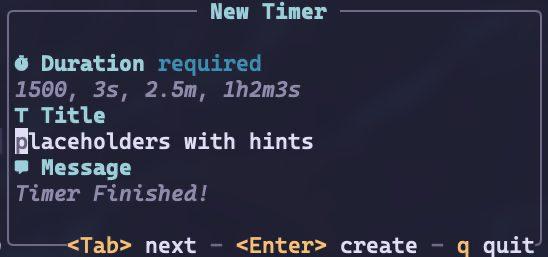 New Timer
Duration required
1500, 3s, 2.5m, 1h2m3s
Title
placeholders with hints
Message
Timer Finished!
<Tab> next - <Enter> create - q quit